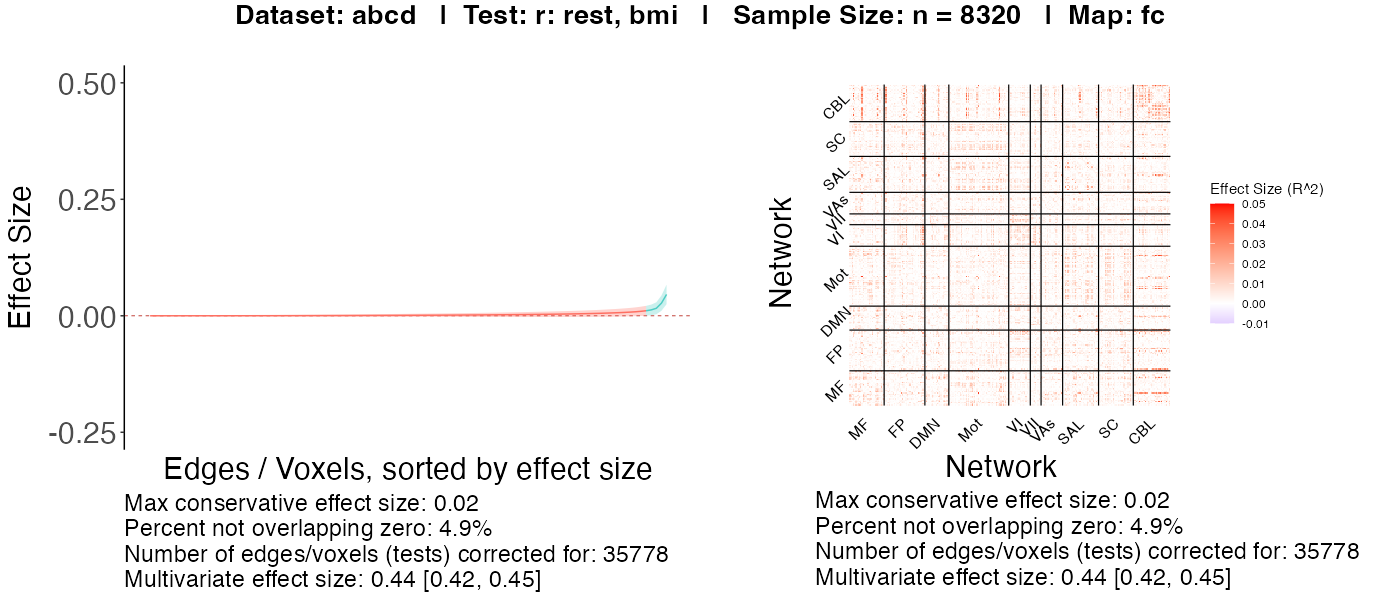 Dataset: abcd | Test: r: rest, bmi | Sample Size: n = 8320 | Map: fc
0.50
0.25
0.00
-0.25
Effect Size
Edges / Voxels, sorted by effect size
Max conservative effect size: 0.02
Percent not overlapping zero: 4.9%
Number of edges/voxels (tests) corrected for: 35778
Multivariate effect size: 0.44 [0.42, 0.45]
Network
CBL
SC
SAL
VAs
VII
VI
Mot
DMN
FP
MF
MF
FP
DMN
Mot
VI
VII
VAs
SAL
SC
CBL
Network
Effect Size (R^2)
0.05
0.04
0.03
0.02
0.01
0.00
-0.01
Max conservative effect size: 0.02
Percent not overlapping zero: 4.9%
Number of edges/voxels (tests) corrected for: 35778
Multivariate effect size: 0.44 [0.42, 0.45]